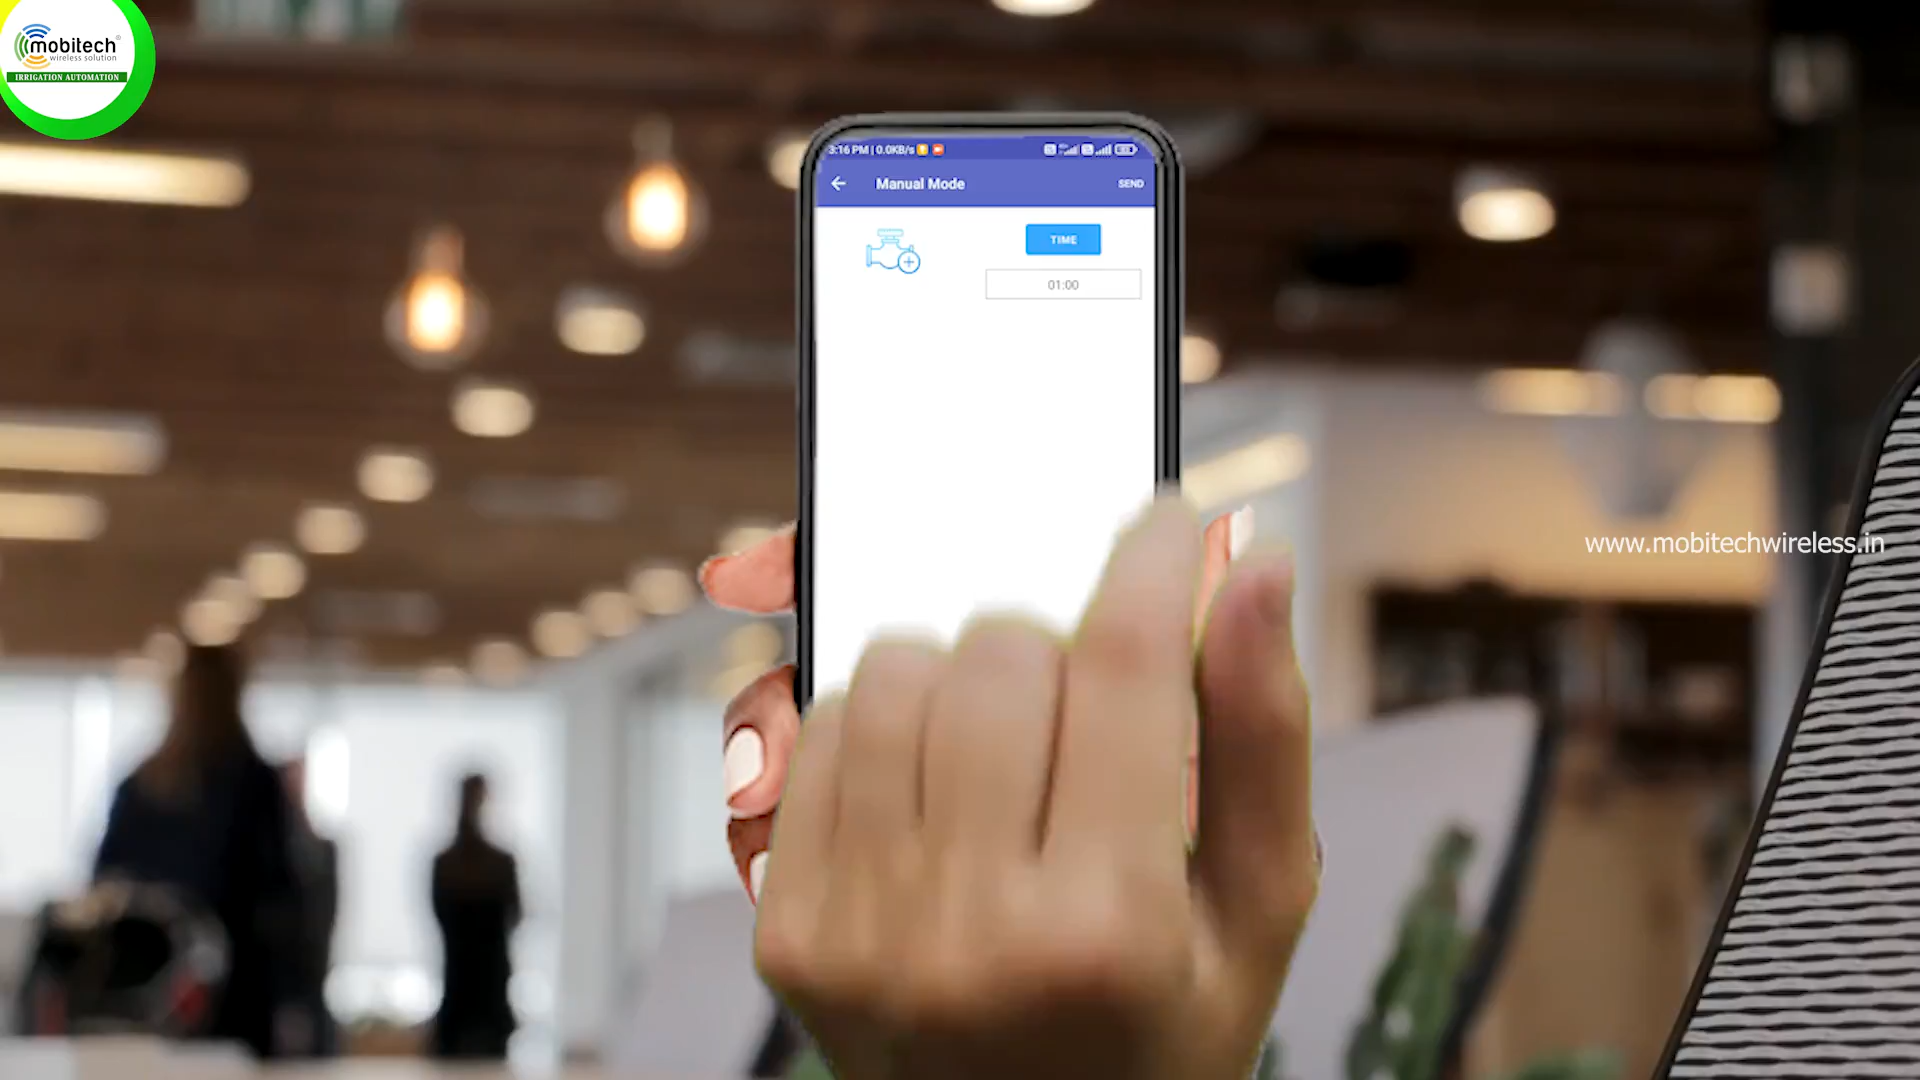 mobitech®
wireless solution
IRRIGATION AUTOMATION
3:16 PM | 0.0KB/s
Manual Mode
SEND
TIME
01:00
www.mobitechwireless.in